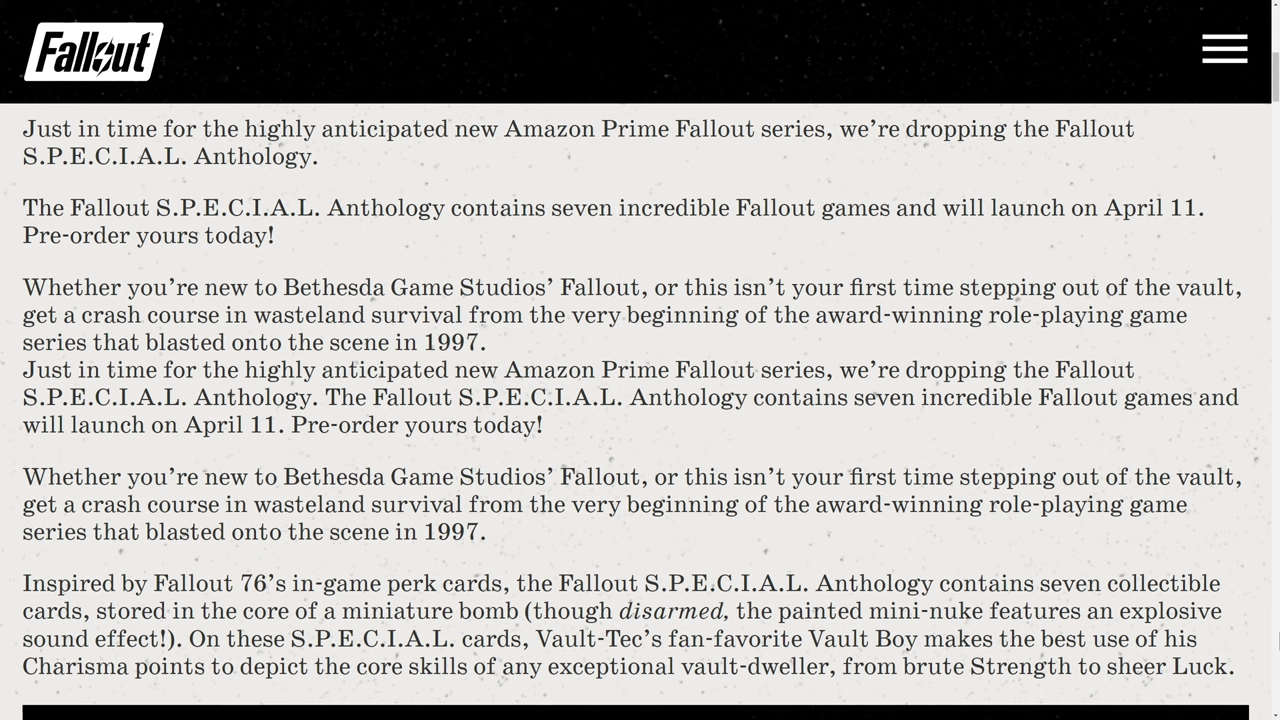 Fallout
Just in time for the highly anticipated new Amazon Prime Fallout series, we’re dropping the Fallout
S.P.E.C.I.A.L. Anthology.
The Fallout S.P.E.C.I.A.L. Anthology contains seven incredible Fallout games and will launch on April 11.
Pre-order yours today!
Whether you’re new to Bethesda Game Studios’ Fallout, or this isn’t your first time stepping out of the vault,
get a crash course in wasteland survival from the very beginning of the award-winning role-playing game
series that blasted onto the scene in 1997.
Just in time for the highly anticipated new Amazon Prime Fallout series, we’re dropping the Fallout
S.P.E.C.I.A.L. Anthology. The Fallout S.P.E.C.I.A.L. Anthology contains seven incredible Fallout games and
will launch on April 11. Pre-order yours today!
Whether you’re new to Bethesda Game Studios’ Fallout, or this isn’t your first time stepping out of the vault,
get a crash course in wasteland survival from the very beginning of the award-winning role-playing game
series that blasted onto the scene in 1997.
Inspired by Fallout 76’s in-game perk cards, the Fallout S.P.E.C.I.A.L. Anthology contains seven collectible
cards, stored in the core of a miniature bomb (though disarmed, the painted mini-nuke features an explosive
sound effect!). On these S.P.E.C.I.A.L. cards, Vault-Tec’s fan-favorite Vault Boy makes the best use of his
Charisma points to depict the core skills of any exceptional vault-dweller, from brute Strength to sheer Luck.